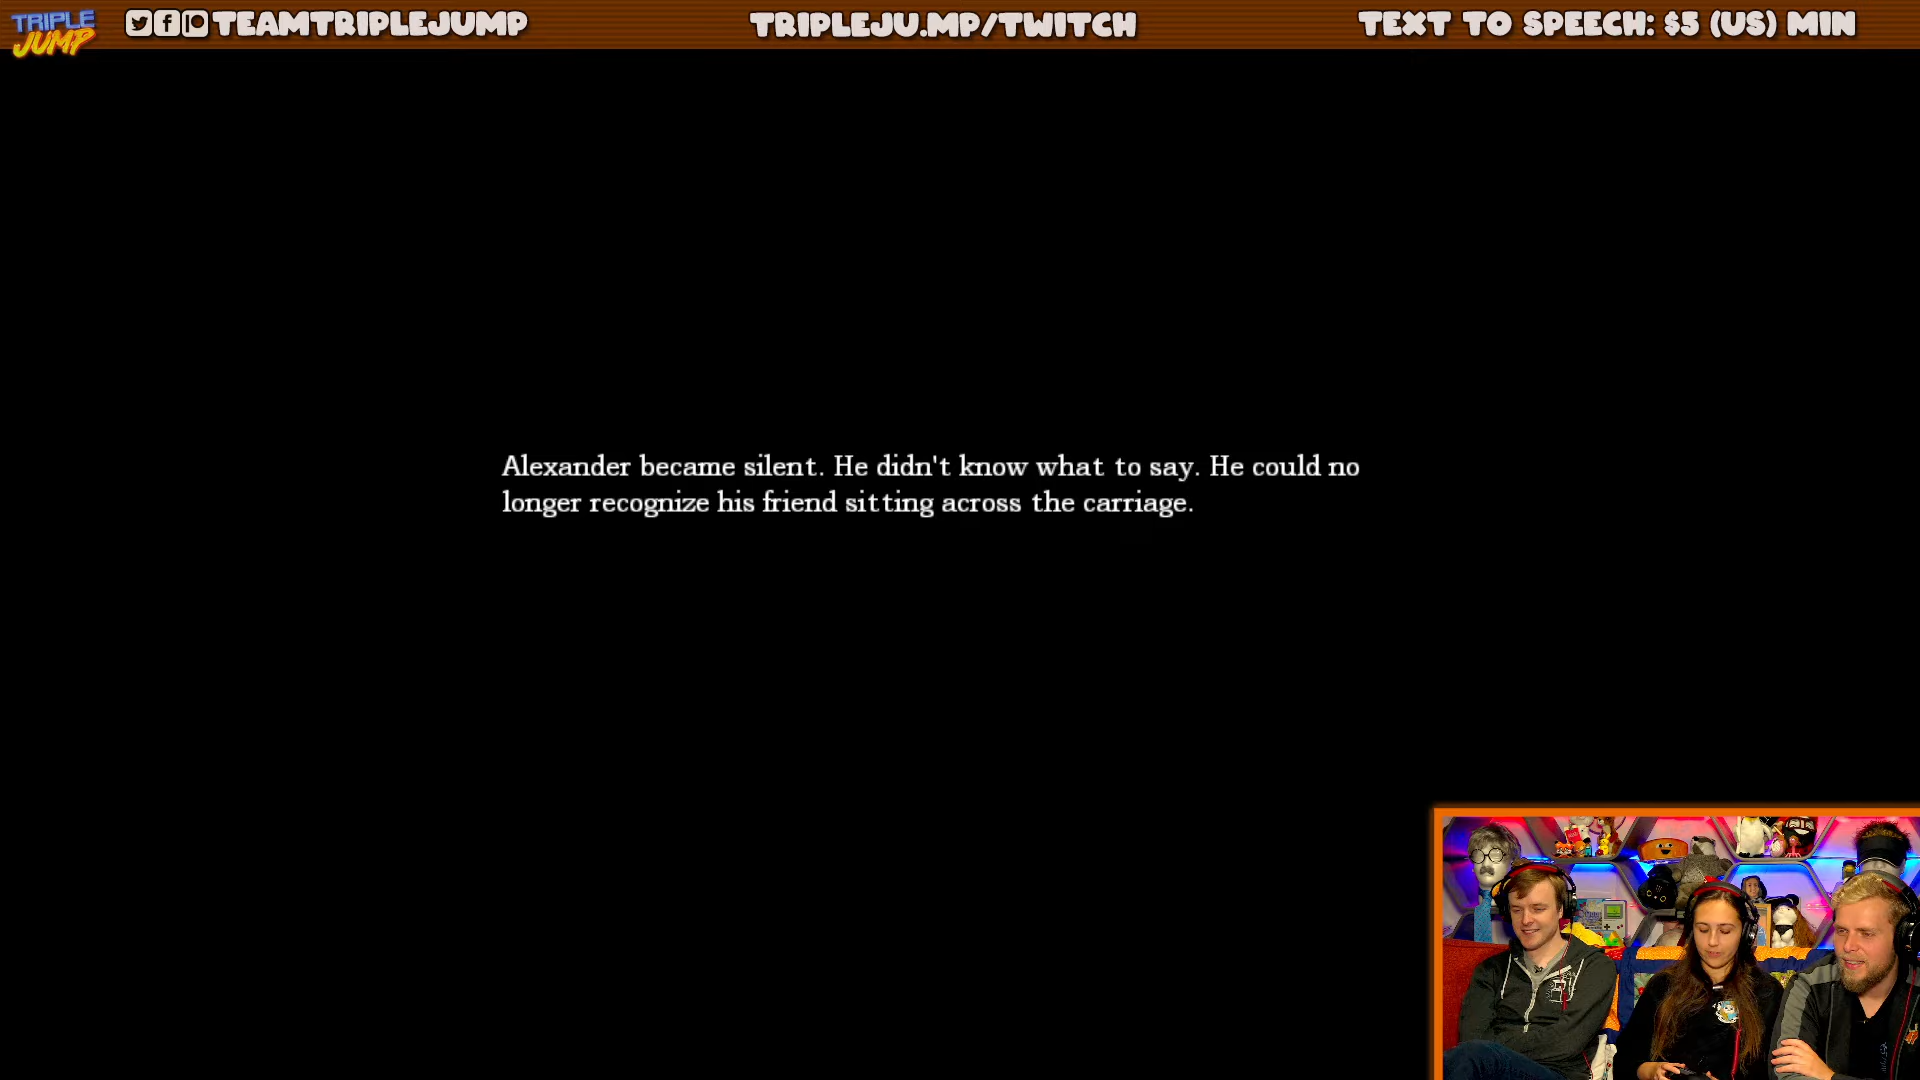 TRIPLE
JUMP
TEAMTRIPLEJUMP
TRIPLEJU.MP/TWITCH
TEXT TO SPEECH: $5 (US) MIN
Alexander became silent. He didn't know what to say. He could no
longer recognize his friend sitting across the carriage.